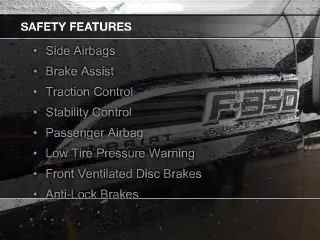 SAFETY FEATURES
• Side Airbags
• Brake Assist
• Traction Control
• Stability Control
• Passenger Airbag
• Low Tire Pressure Warning
• Front Ventilated Disc Brakes
• Anti-Lock Brakes
F-350